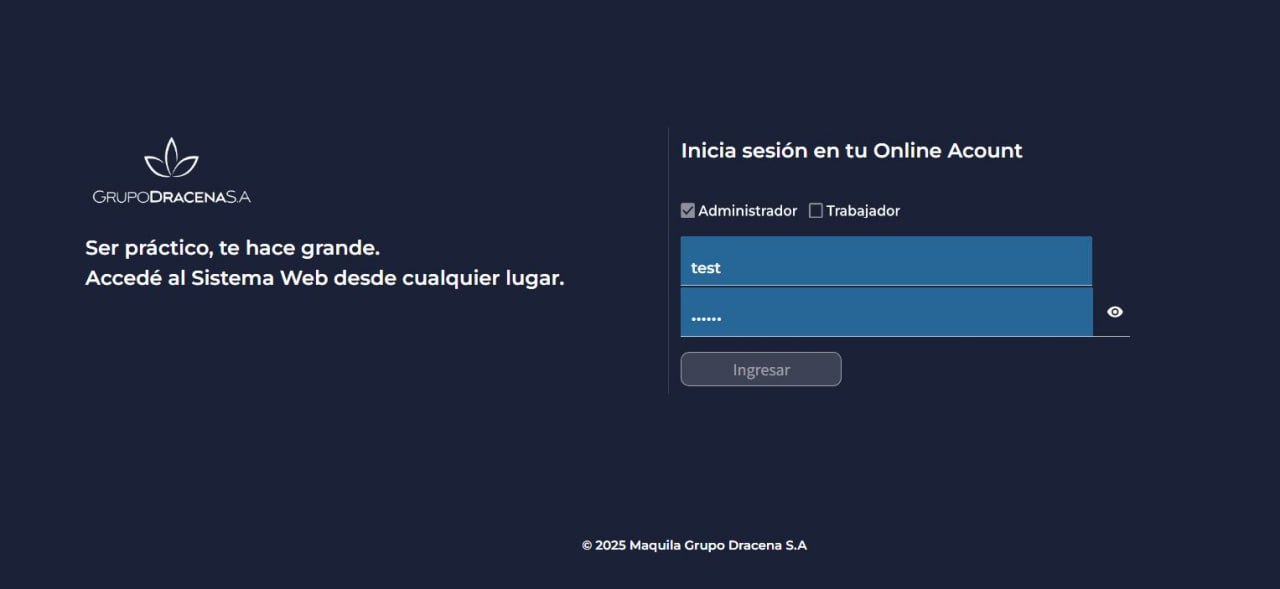 GRUPODRACENAS.A
Ser práctico, te hace grande.
Accedé al Sistema Web desde cualquier lugar.
Inicia sesión en tu Online Acount
Administrador Trabajador
test
••••••
Ingresar
© 2025 Maquila Grupo Dracena S.A